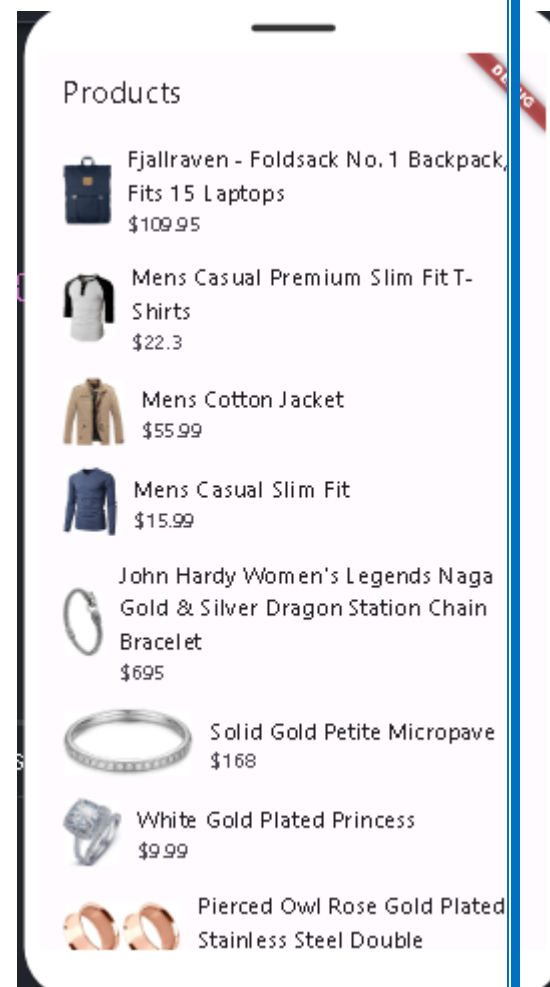 DEBUG
Products
Fjallraven - Foldsack No. 1 Backpack,
Fits 15 Laptops
$109.95
Mens Casual Premium Slim Fit T-
Shirts
$22.3
Mens Cotton Jacket
$55.99
Mens Casual Slim Fit
$15.99
John Hardy Women's Legends Naga
Gold & Silver Dragon Station Chain
Bracelet
$695
Solid Gold Petite Micropave
$168
White Gold Plated Princess
$9.99
Pierced Owl Rose Gold Plated
Stainless Steel Double